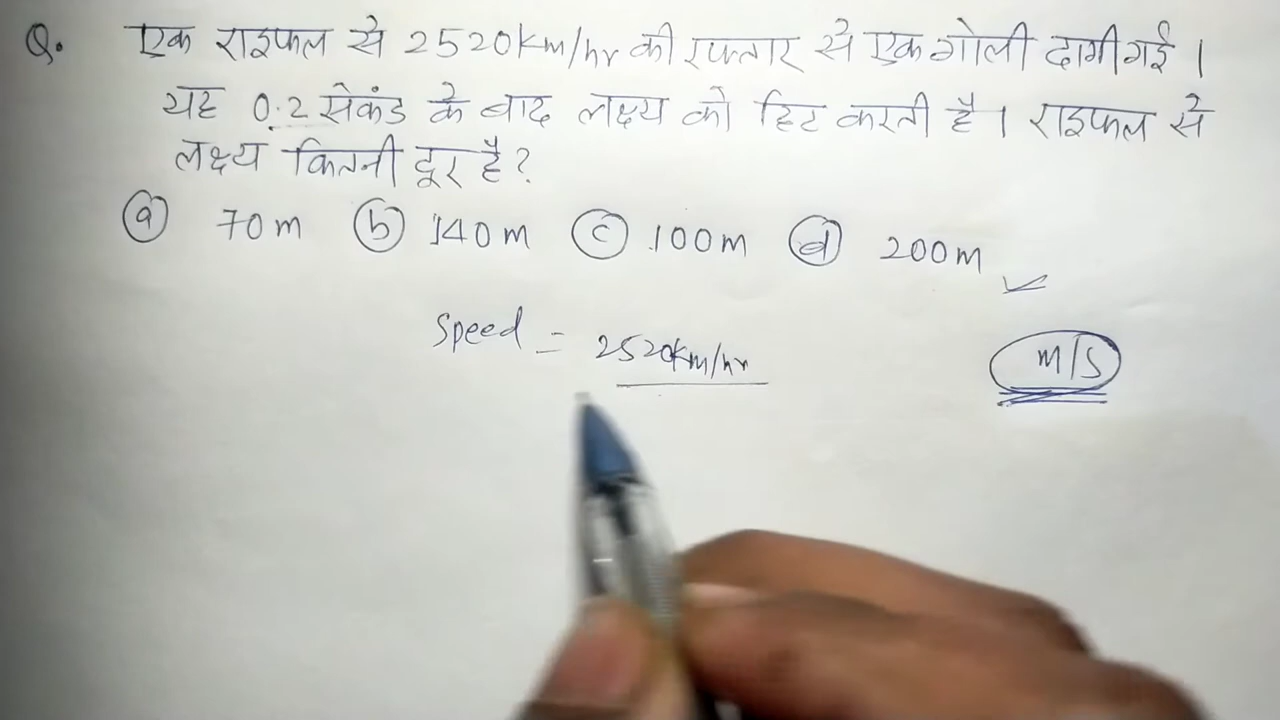 Q. एक राइफल से 2520km/hr की रफ्तार से एक गोली दागी गई ।
यह 0.2 सेकंड के बाद लक्ष्य को हिट करती है । राइफल से
लक्ष्य कितनी दूर है ?
(a) 70m (b) 140m (c) 100m (d) 200m
Speed = 2520km/hr
m/s